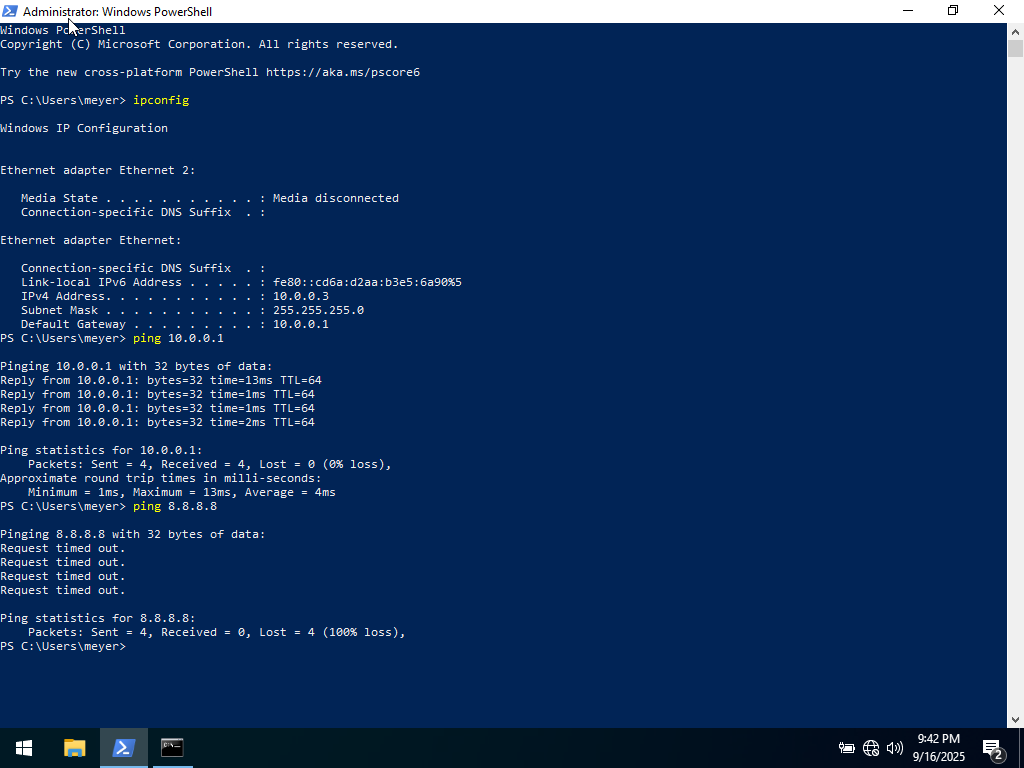 Administrator: Windows PowerShell
Windows PowerShell
Copyright (C) Microsoft Corporation. All rights reserved.
Try the new cross-platform PowerShell https://aka.ms/pscore6
PS C:\Users\meyer> ipconfig
Windows IP Configuration
Ethernet adapter Ethernet 2:
   Media State . . . . . . . . . . . : Media disconnected
   Connection-specific DNS Suffix  . :
Ethernet adapter Ethernet:
   Connection-specific DNS Suffix  . :
   Link-local IPv6 Address . . . . . : fe80::cd6a:d2aa:b3e5:6a90%5
   IPv4 Address. . . . . . . . . . . : 10.0.0.3
   Subnet Mask . . . . . . . . . . . : 255.255.255.0
   Default Gateway . . . . . . . . . : 10.0.0.1
PS C:\Users\meyer> ping 10.0.0.1
Pinging 10.0.0.1 with 32 bytes of data:
Reply from 10.0.0.1: bytes=32 time=13ms TTL=64
Reply from 10.0.0.1: bytes=32 time=1ms TTL=64
Reply from 10.0.0.1: bytes=32 time=1ms TTL=64
Reply from 10.0.0.1: bytes=32 time=2ms TTL=64
Ping statistics for 10.0.0.1:
    Packets: Sent = 4, Received = 4, Lost = 0 (0% loss),
Approximate round trip times in milli-seconds:
    Minimum = 1ms, Maximum = 13ms, Average = 4ms
PS C:\Users\meyer> ping 8.8.8.8
Pinging 8.8.8.8 with 32 bytes of data:
Request timed out.
Request timed out.
Request timed out.
Request timed out.
Ping statistics for 8.8.8.8:
    Packets: Sent = 4, Received = 0, Lost = 4 (100% loss),
PS C:\Users\meyer>
9:42 PM
9/16/2025
2